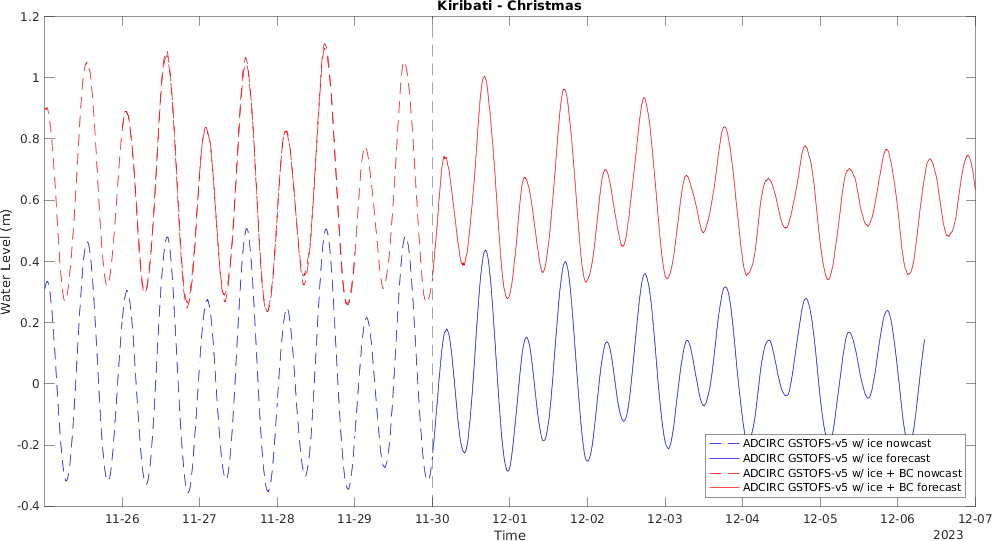 Kiribati - Christmas
1.2
1
0.8
0.6
0.4
0.2
0
-0.2
-0.4
Water Level (m)
ADCIRC GSTOFS-v5 w/ ice nowcast
ADCIRC GSTOFS-v5 w/ ice forecast
ADCIRC GSTOFS-v5 w/ ice + BC nowcast
ADCIRC GSTOFS-v5 w/ ice + BC forecast
11-26 11-27 11-28 11-29 11-30 12-01 12-02 12-03 12-04 12-05 12-06 12-07
Time
2023